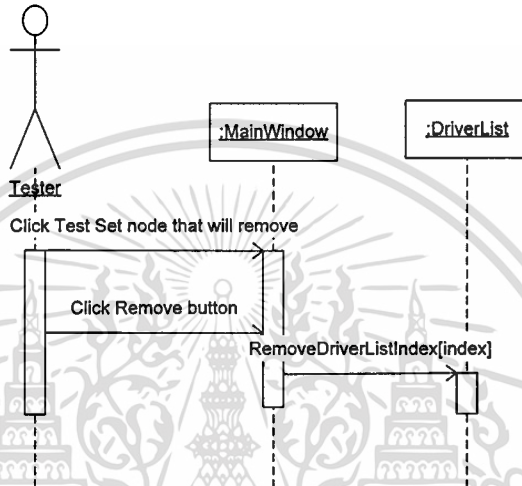 :MainWindow
:DriverList
Tester
Click Test Set node that will remove
Click Remove button
RemoveDriverListIndex[index]